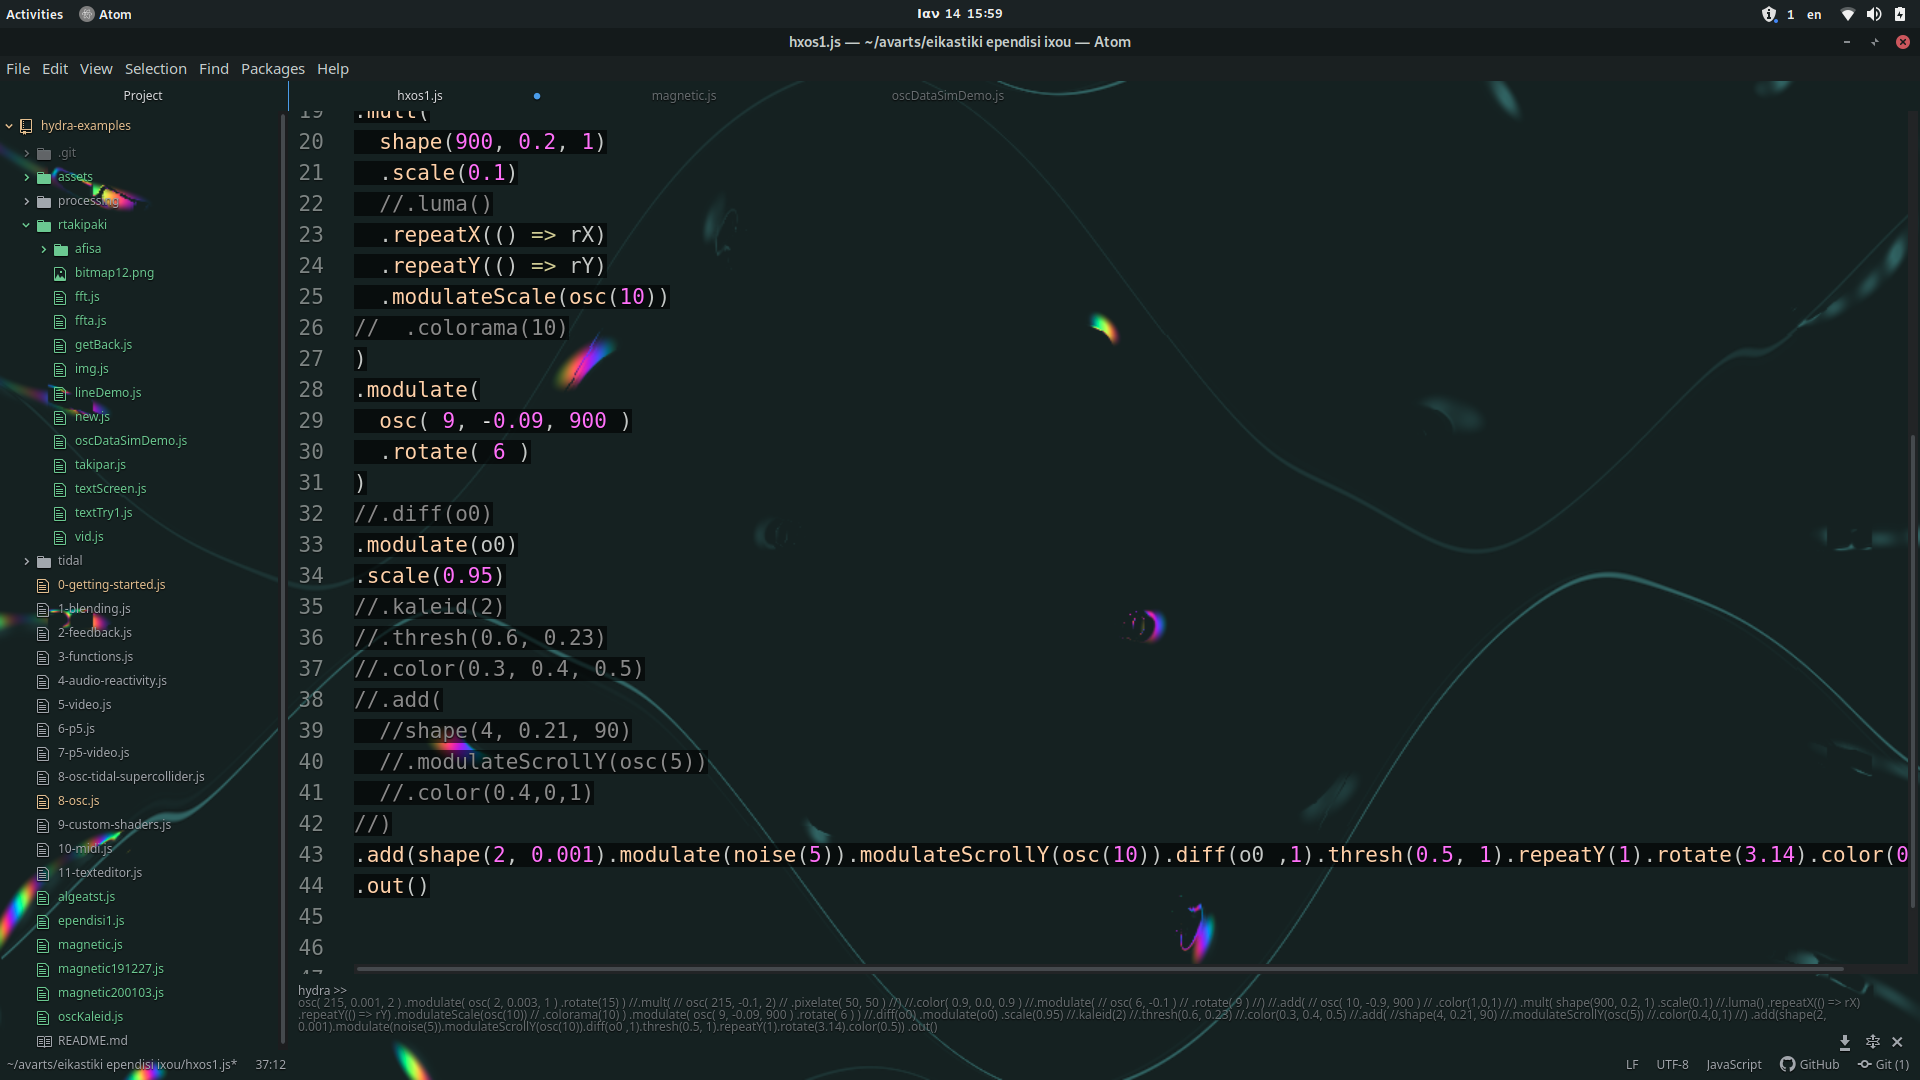 Activities Atom Ιαν 14 15:59 1 en
hxos1.js — ~/avarts/eikastiki ependisi ixou — Atom
File Edit View Selection Find Packages Help
Project
hydra-examples
.git
assets
processing
rtakipaki
afisa
bitmap12.png
fft.js
ffta.js
getBack.js
img.js
lineDemo.js
new.js
oscDataSimDemo.js
takipar.js
textScreen.js
textTry1.js
vid.js
tidal
0-getting-started.js
1-blending.js
2-feedback.js
3-functions.js
4-audio-reactivity.js
5-video.js
6-p5.js
7-p5-video.js
8-osc-tidal-supercollider.js
8-osc.js
9-custom-shaders.js
10-midi.js
11-texteditor.js
algeatst.js
ependisi1.js
magnetic.js
magnetic191227.js
magnetic200103.js
oscKaleid.js
README.md
hxos1.js magnetic.js oscDataSimDemo.js
19 .mult(
20 shape(900, 0.2, 1)
21 .scale(0.1)
22 //.luma()
23 .repeatX(() => rX)
24 .repeatY(() => rY)
25 .modulateScale(osc(10))
26 //  .colorama(10)
27 )
28 .modulate(
29 osc( 9, -0.09, 900 )
30 .rotate( 6 )
31 )
32 //.diff(o0)
33 .modulate(o0)
34 .scale(0.95)
35 //.kaleid(2)
36 //.thresh(0.6, 0.23)
37 //.color(0.3, 0.4, 0.5)
38 //.add(
39 //shape(4, 0.21, 90)
40 //.modulateScrollY(osc(5))
41 //.color(0.4,0,1)
42 //)
43 .add(shape(2, 0.001).modulate(noise(5)).modulateScrollY(osc(10)).diff(o0 ,1).thresh(0.5, 1).repeatY(1).rotate(3.14).color(0
44 .out()
45
46
47
hydra >>
osc( 215, 0.001, 2 ) .modulate( osc( 2, 0.003, 1 ) .rotate(15) ) //.mult( // osc( 215, -0.1, 2) // .pixelate( 50, 50 ) //) //.color( 0.9, 0.0, 0.9 ) //.modulate( // osc( 6, -0.1 ) // .rotate( 9 ) //) //.add( // osc( 10, -0.9, 900 ) // .color(1,0,1) //) .mult( shape(900, 0.2, 1) .scale(0.1) //.luma() .repeatX(() => rX)
.repeatY(() => rY) .modulateScale(osc(10)) // .colorama(10) ) .modulate( osc( 9, -0.09, 900 ) .rotate( 6 ) ) //.diff(o0) .modulate(o0) .scale(0.95) //.kaleid(2) //.thresh(0.6, 0.23) //.color(0.3, 0.4, 0.5) //.add( //shape(4, 0.21, 90) //.modulateScrollY(osc(5)) //.color(0.4,0,1) //) .add(shape(2,
0.001).modulate(noise(5)).modulateScrollY(osc(10)).diff(o0 ,1).thresh(0.5, 1).repeatY(1).rotate(3.14).color(0.5)) .out()
~/avarts/eikastiki ependisi ixou/hxos1.js* 37:12 LF UTF-8 JavaScript GitHub Git (1)